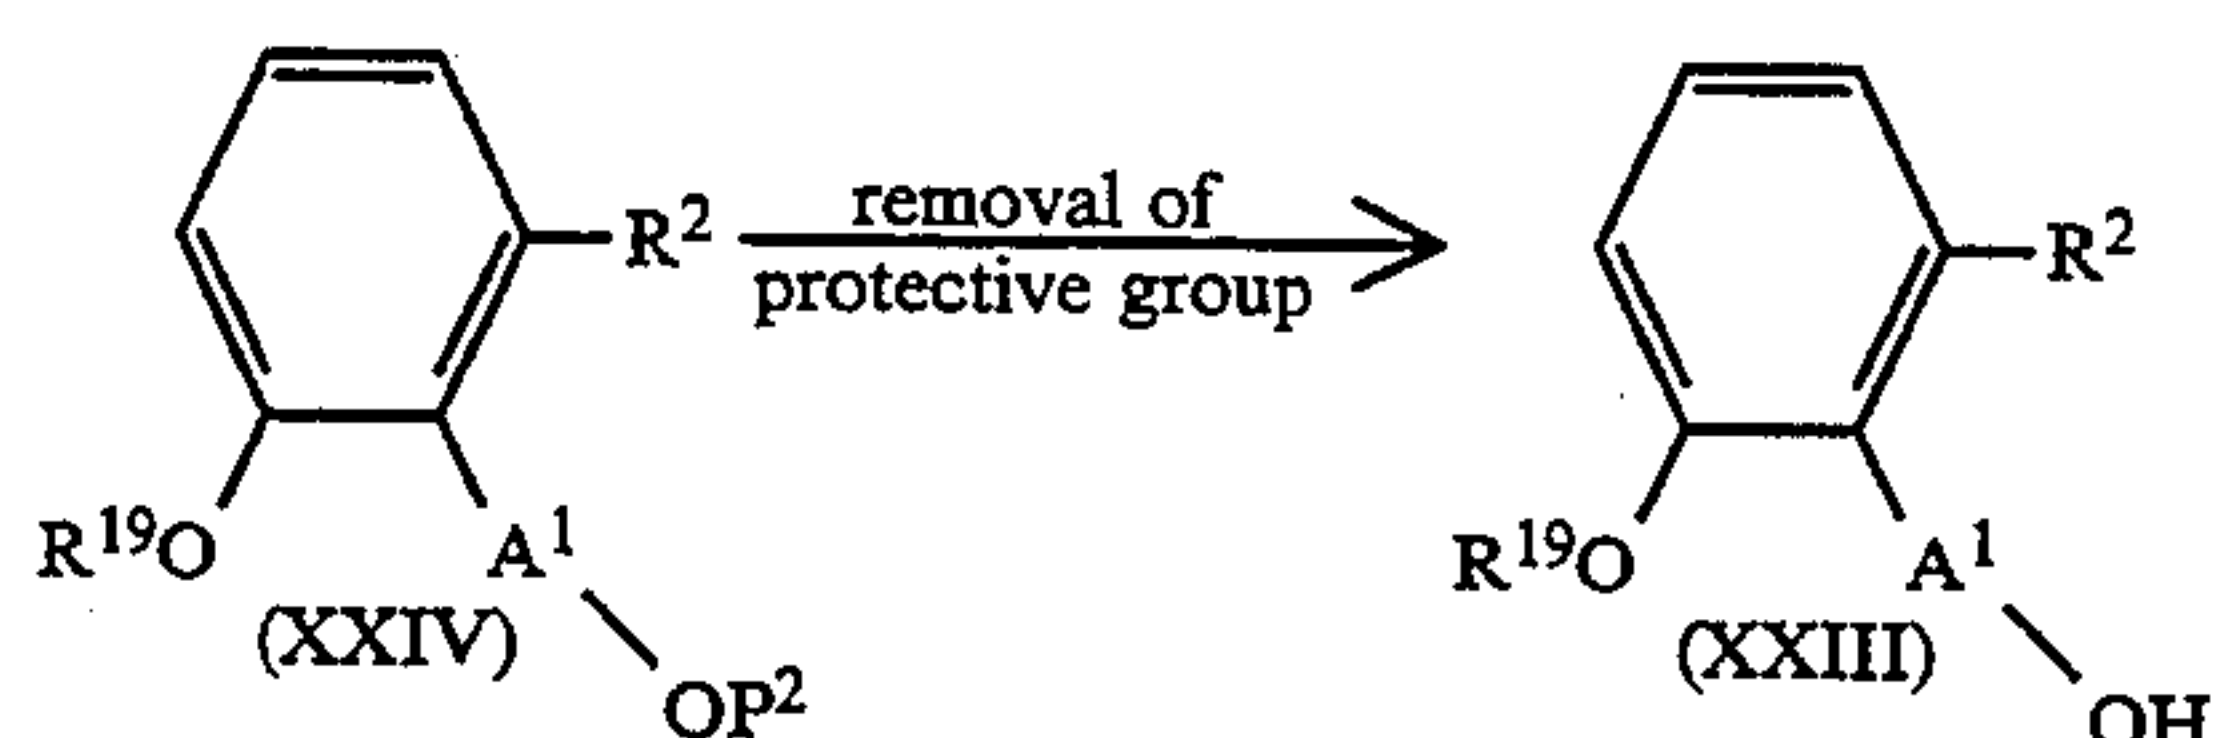 R² removal of R²
protective group
R¹⁹O A¹ R¹⁹O A¹
(XXIV) (XXIII)
OP² OH